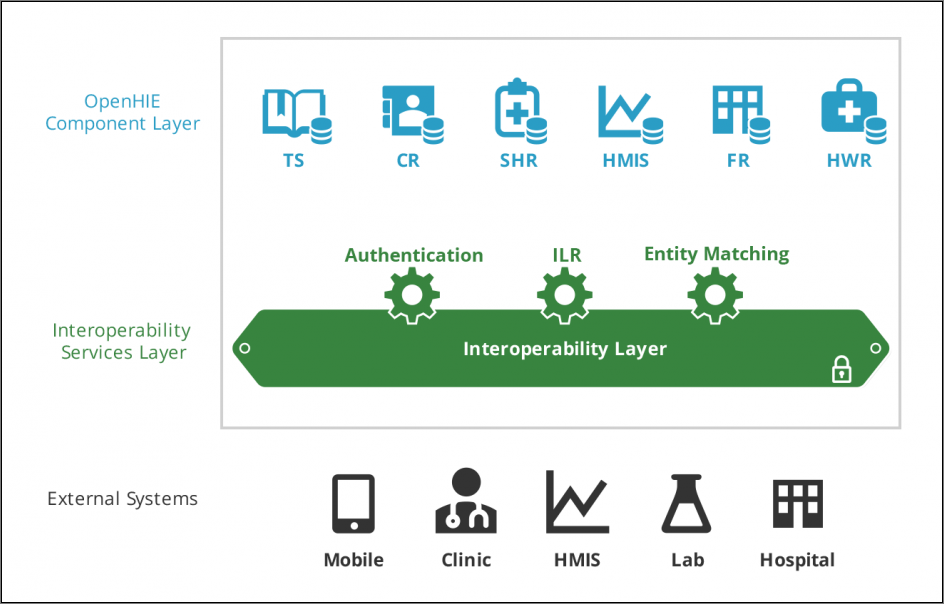 OpenHIE
Component Layer
TS
CR
SHR
HMIS
FR
HWR
Authentication
ILR
Entity Matching
Interoperability
Services Layer
Interoperability Layer
External Systems
Mobile
Clinic
HMIS
Lab
Hospital